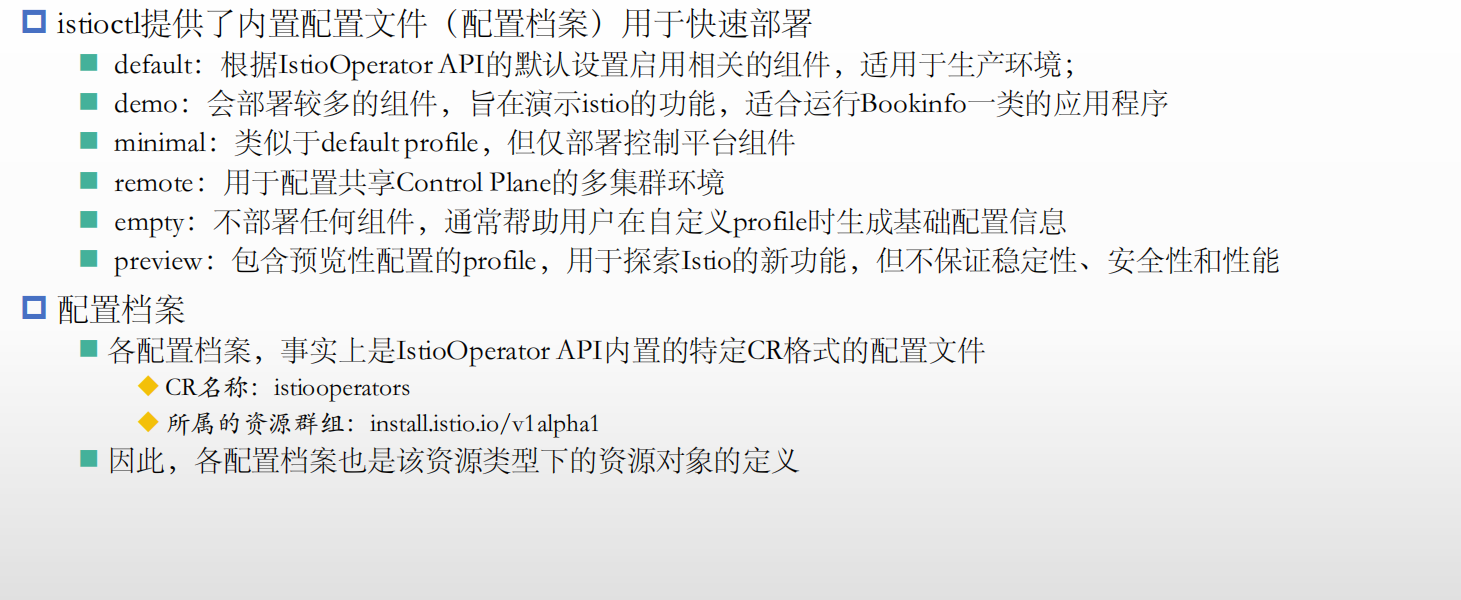 istioctl提供了内置配置文件（配置档案）用于快速部署
default：根据IstioOperator API的默认设置启用相关的组件，适用于生产环境；
demo：会部署较多的组件，旨在演示istio的功能，适合运行Bookinfo一类的应用程序
minimal：类似于default profile，但仅部署控制平台组件
remote：用于配置共享Control Plane的多集群环境
empty：不部署任何组件，通常帮助用户在自定义profile时生成基础配置信息
preview：包含预览性配置的profile，用于探索Istio的新功能，但不保证稳定性、安全性和性能
配置档案
各配置档案，事实上是IstioOperator API内置的特定CR格式的配置文件
CR名称：istiooperators
所属的资源群组：install.istio.io/v1alpha1
因此，各配置档案也是该资源类型下的资源对象的定义